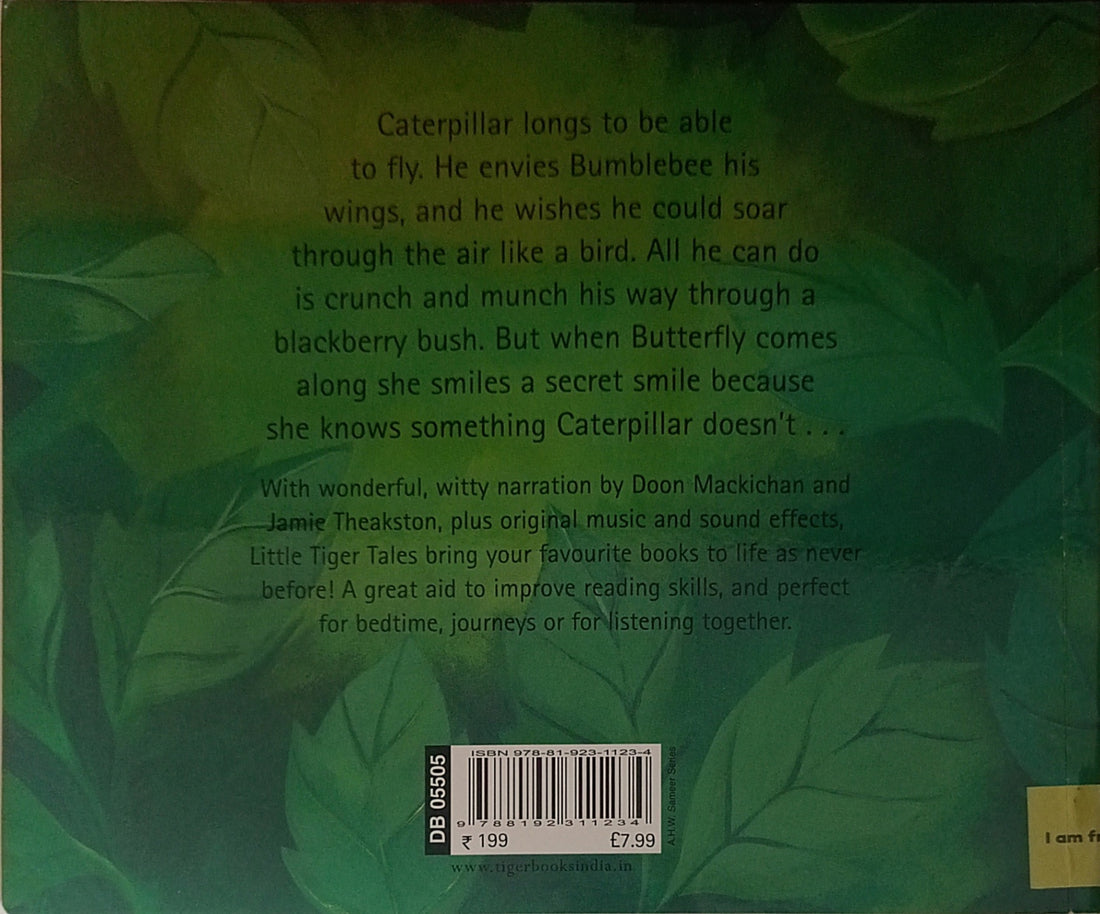 Caterpillar longs to be able
to fly. He envies Bumblebee his
wings, and he wishes he could soar
through the air like a bird. All he can do
is crunch and munch his way through a
blackberry bush. But when Butterfly comes
along she smiles a secret smile because
she knows something Caterpillar doesn't . . .
With wonderful, witty narration by Doon Mackichan and
Jamie Theakston, plus original music and sound effects,
Little Tiger Tales bring your favourite books to life as never
before! A great aid to improve reading skills, and perfect
for bedtime, journeys or for listening together.
DB 05505
ISBN 978-81-923-1123-4
9 788192 311234
₹ 199 £7.99
A.H.W. Sameer Series
www.tigerbooksindia.in
I am fr